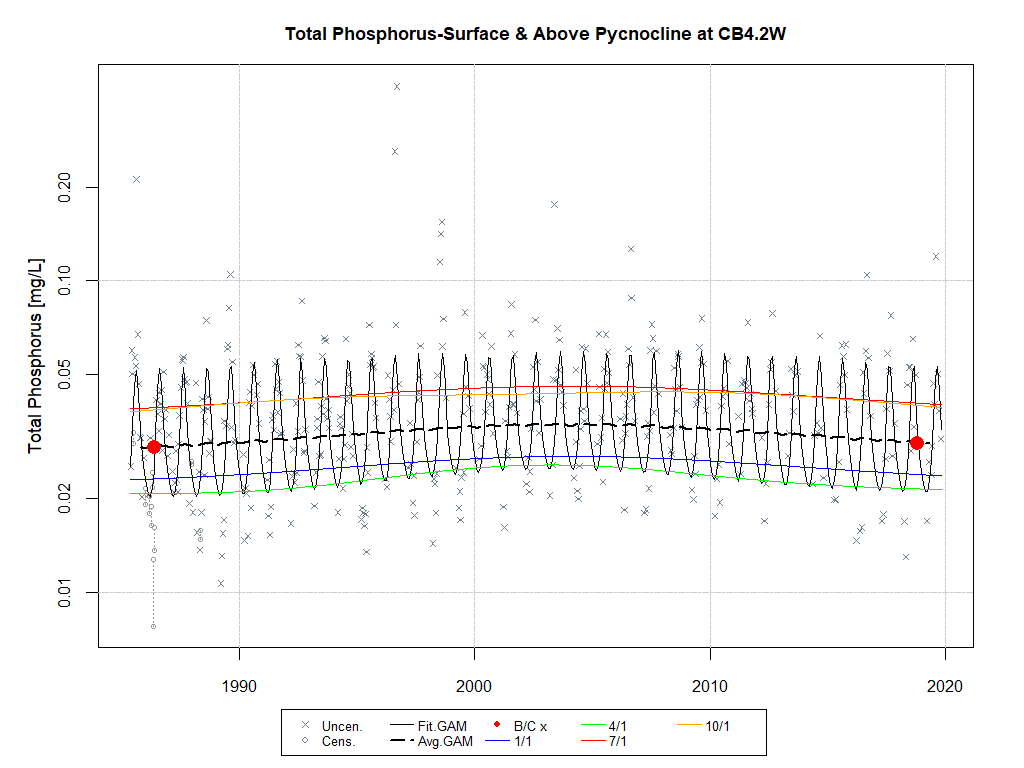 Total Phosphorus-Surface & Above Pycnocline at CB4.2W
Total Phosphorus [mg/L]
0.20
0.10
0.05
0.02
0.01
1990 2000 2010 2020
Uncen. Fit.GAM B/C x 4/1 10/1
Cens. Avg.GAM 1/1 7/1